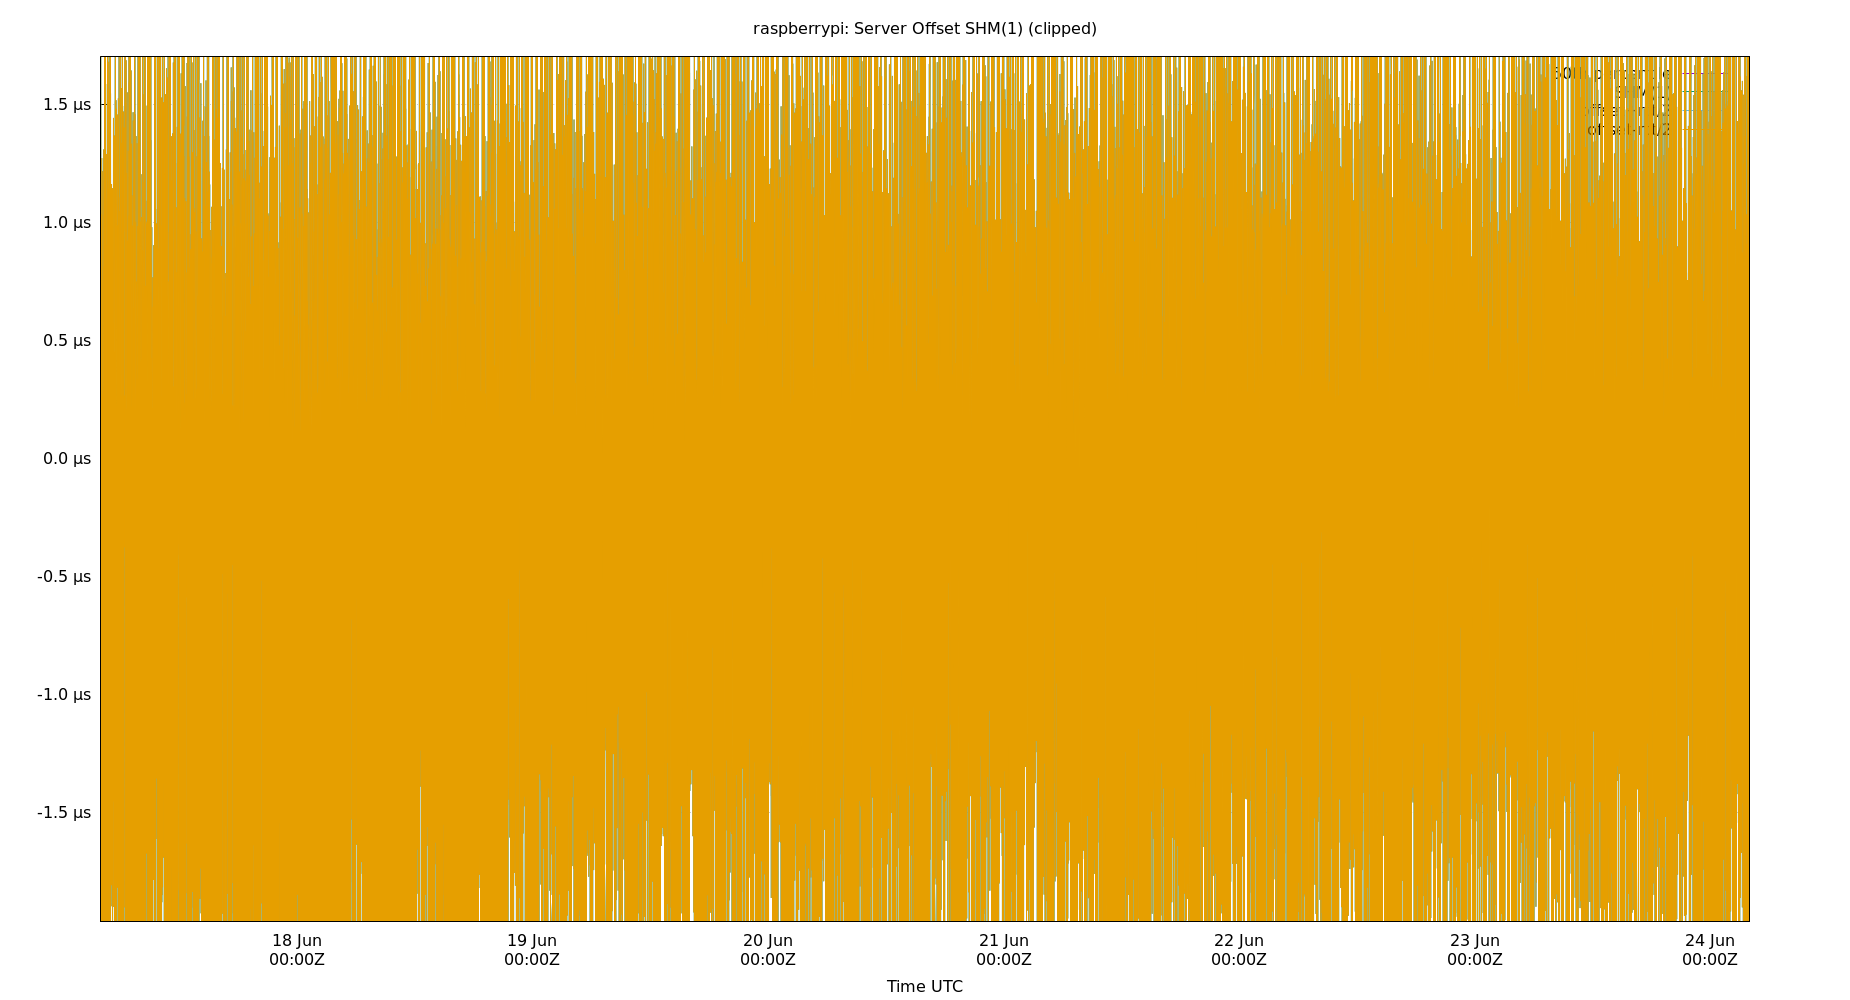 raspberrypi: Server Offset SHM(1) (clipped)
1.5 µs
1.0 µs
0.5 µs
0.0 µs
-0.5 µs
-1.0 µs
-1.5 µs
18 Jun 19 Jun 20 Jun 21 Jun 22 Jun 23 Jun 24 Jun
00:00Z 00:00Z 00:00Z 00:00Z 00:00Z 00:00Z 00:00Z
Time UTC